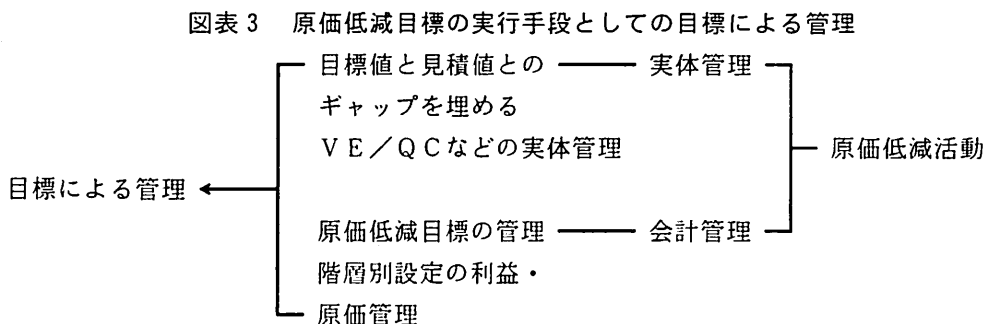 図表3 原価低減目標の実行手段としての目標による管理
目標値と見積値との 実体管理
ギャップを埋める
VE/QCなどの実体管理
原価低減活動
目標による管理
原価低減目標の管理 会計管理
階層別設定の利益・
原価管理